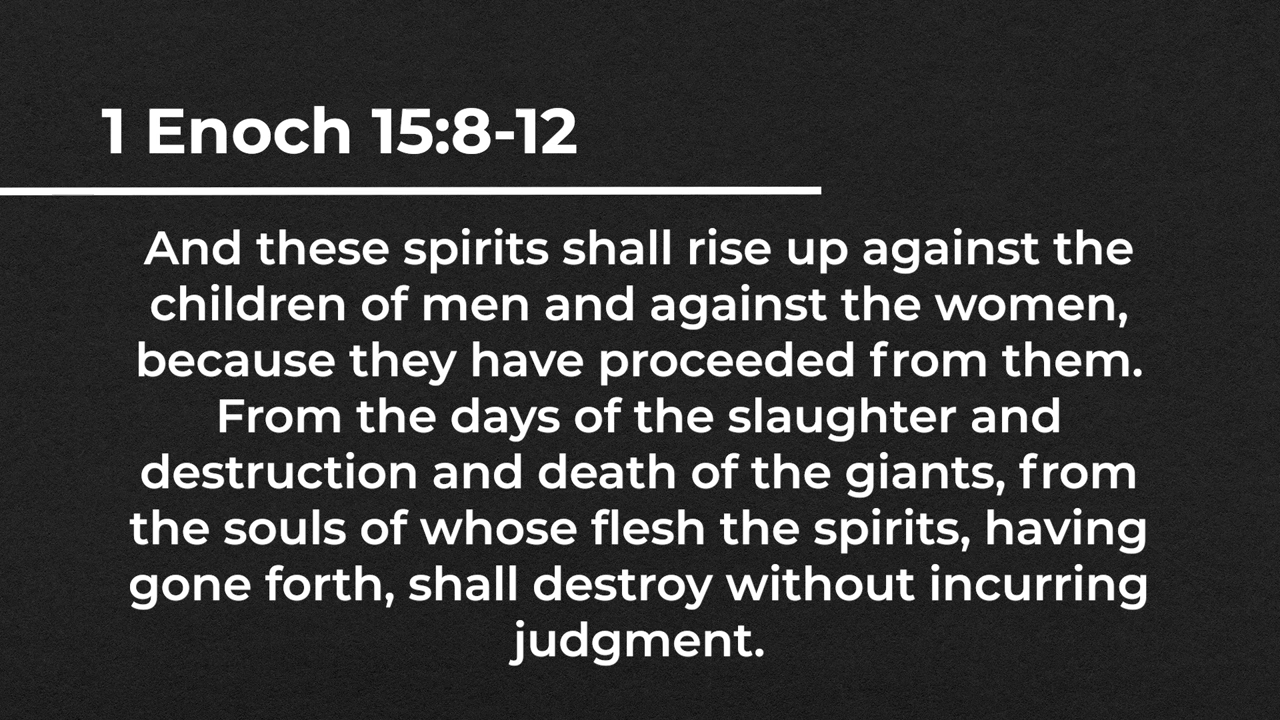 1 Enoch 15:8-12
And these spirits shall rise up against the
children of men and against the women,
because they have proceeded from them.
From the days of the slaughter and
destruction and death of the giants, from
the souls of whose flesh the spirits, having
gone forth, shall destroy without incurring
judgment.